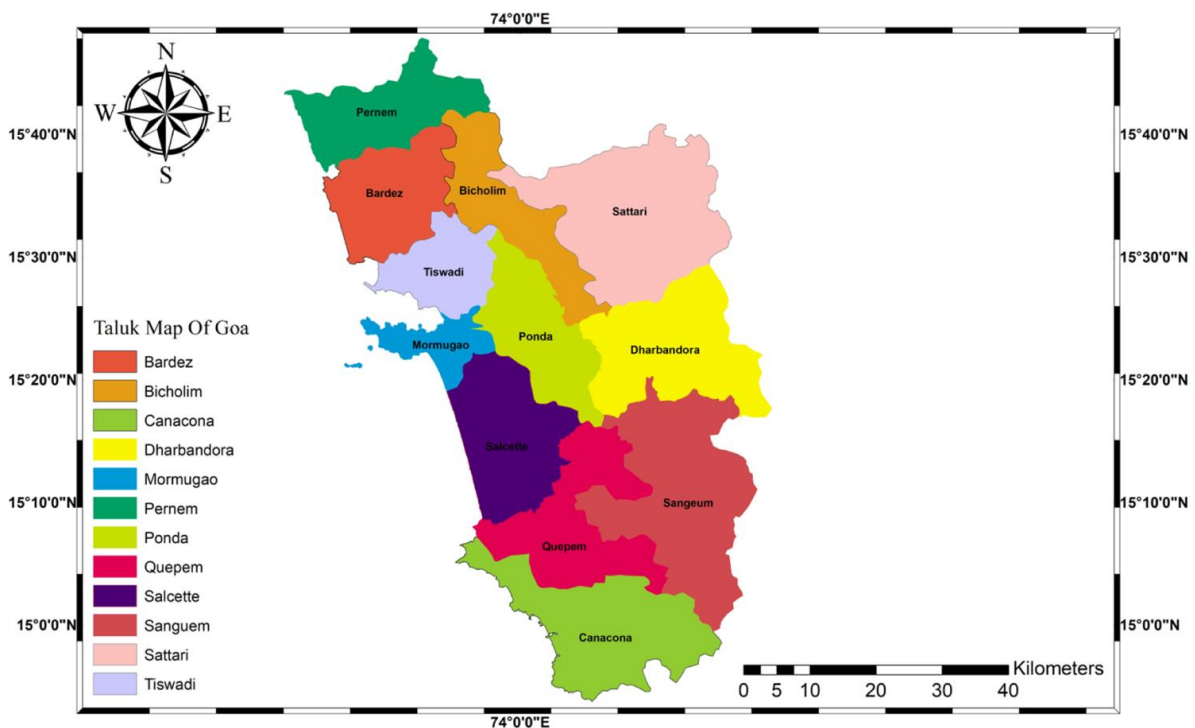 74°0'0"E
N
W E
S
15°40'0"N
15°40'0"N
15°30'0"N
15°30'0"N
15°20'0"N
15°20'0"N
15°10'0"N
15°10'0"N
15°0'0"N
15°0'0"N
Pernem
Bardez
Bicholim
Sattari
Tiswadi
Ponda
Mormugao
Dharbandora
Salcette
Sangeum
Quepem
Canacona
Taluk Map Of Goa
Bardez
Bicholim
Canacona
Dharbandora
Mormugao
Pernem
Ponda
Quepem
Salcette
Sanguem
Sattari
Tiswadi
Kilometers
0 5 10 20 30 40
74°0'0"E